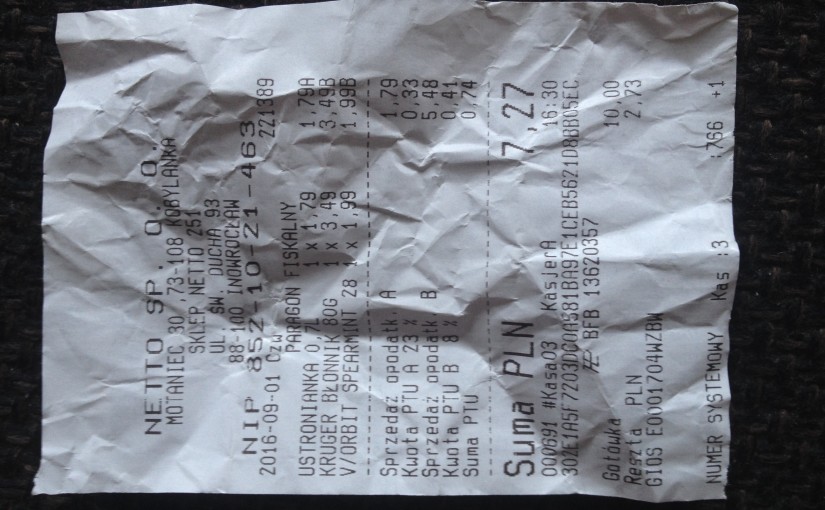 NETTO SP. O. O.
MOTANIEC 30 ,73-108 KOBYLANKA
SKLEP NETTO 251
UL ŚW. DUCHA 93
88-100 INOWROCŁAW
NIP 852-10-21-463
2016-09-01 Czw. 221389
PARAGON FISKALNY
USTRONIANKA 0,7L 1 x 1,79 1,79A
KRUGER BŁONNIK 80G 1 x 3,49 3,49B
V/ORBIT SPEARMINT 28 1 x 1,99 1,99B
Sprzedaż opodatk. A 1,79
Kwota PTU A 23 % 0,33
Sprzedaż opodatk. B 5,48
Kwota PTU B 8 % 0,41
Suma PTU 0,74
Suma PLN 7,27
000691 #Kasa03 KasjerA 16:30
BFB 13620357
Gotówka 10,00
Reszta PLN 2,73
GIOS E0001704WZBW
NUMER SYSTEMOWY Kas :3 :766 +1